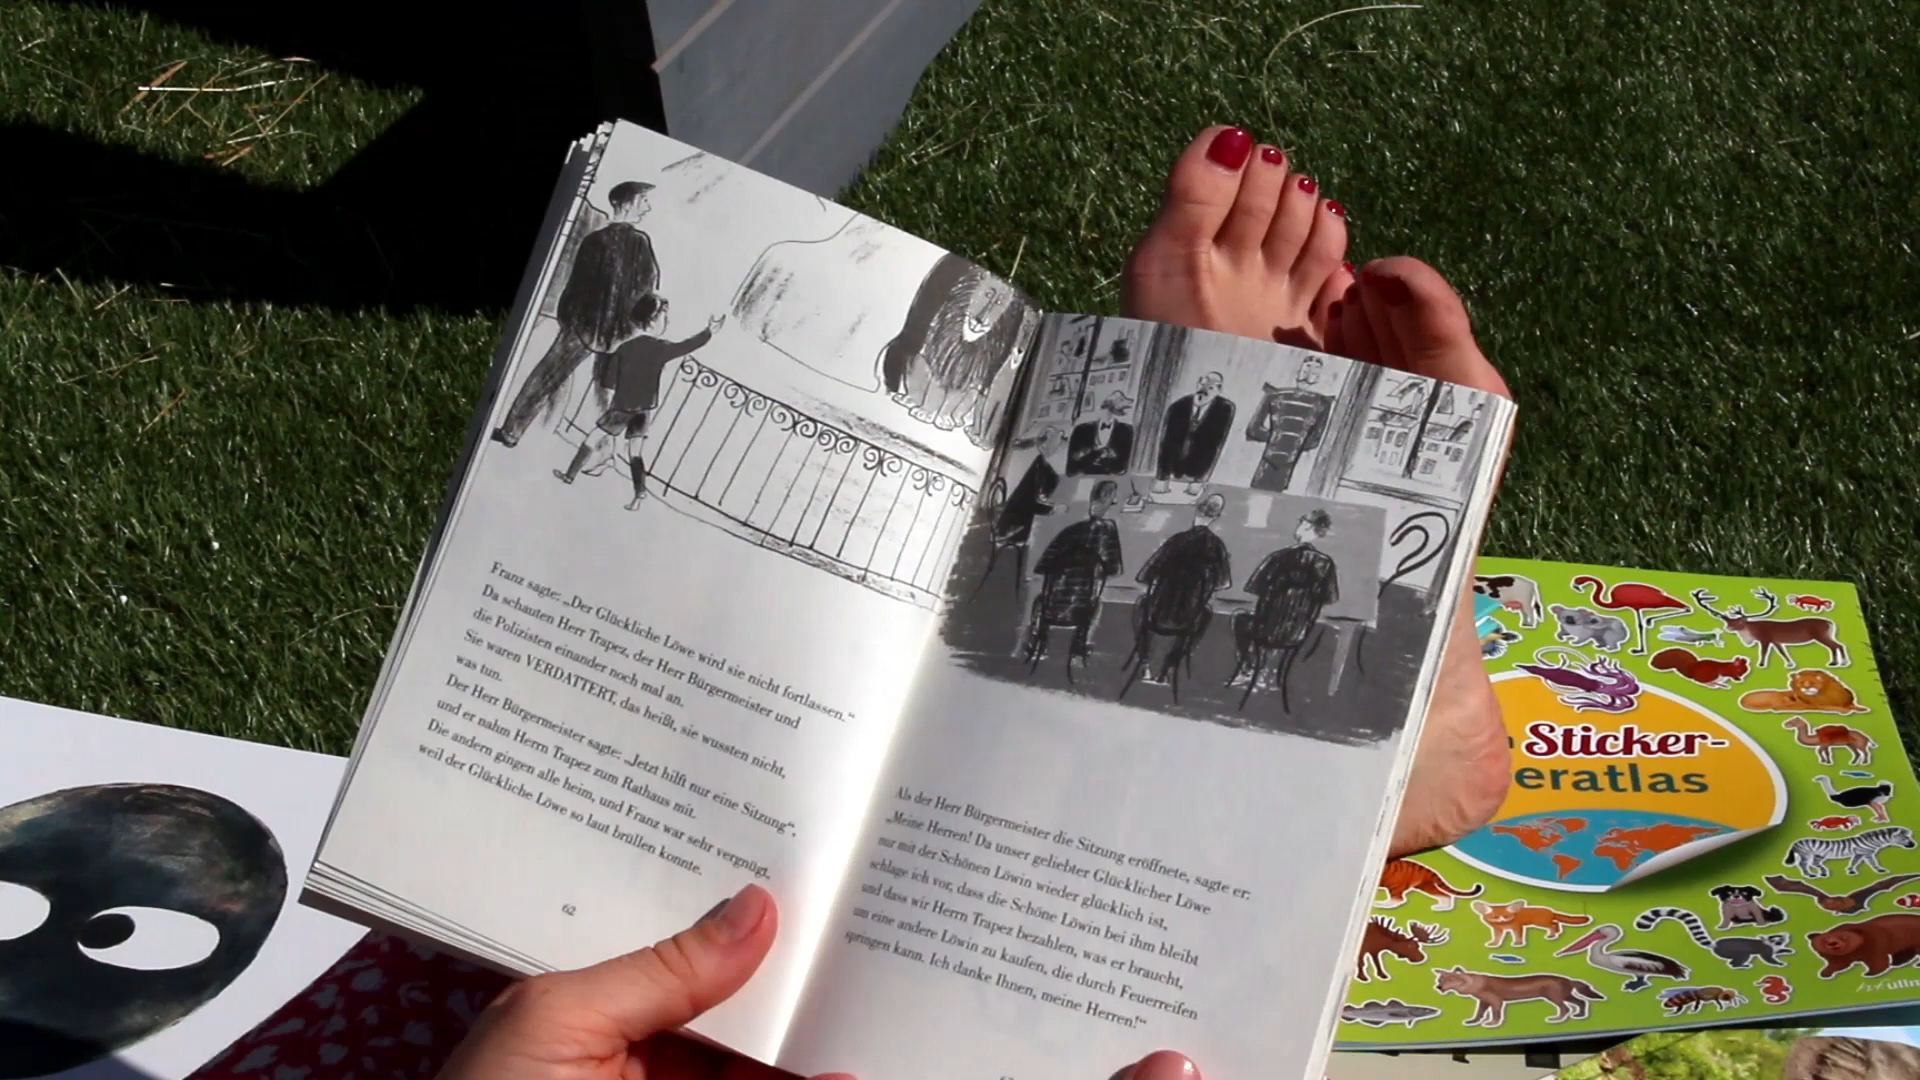 Franz sagte: „Der Glückliche Löwe wird sie nicht fortlassen.“
Da schauten Herr Trapez, der Herr Bürgermeister und
die Polizisten einander noch mal an.
Sie waren VERDATTERT, das heißt, sie wussten nicht,
was tun.
Der Herr Bürgermeister sagte: „Jetzt hilft nur eine Sitzung“,
und er nahm Herrn Trapez zum Rathaus mit.
Die andern gingen alle heim, und Franz war sehr vergnügt,
weil der Glückliche Löwe so laut brüllen konnte.
62
Als der Herr Bürgermeister die Sitzung eröffnete, sagte er:
„Meine Herren! Da unser geliebter Glücklicher Löwe
nur mit der Schönen Löwin wieder glücklich ist,
schlage ich vor, dass die Schöne Löwin bei ihm bleibt
und dass wir Herrn Trapez bezahlen, was er braucht,
um eine andere Löwin zu kaufen, die durch Feuerreifen
springen kann. Ich danke Ihnen, meine Herren!“
Sticker-
eratlas